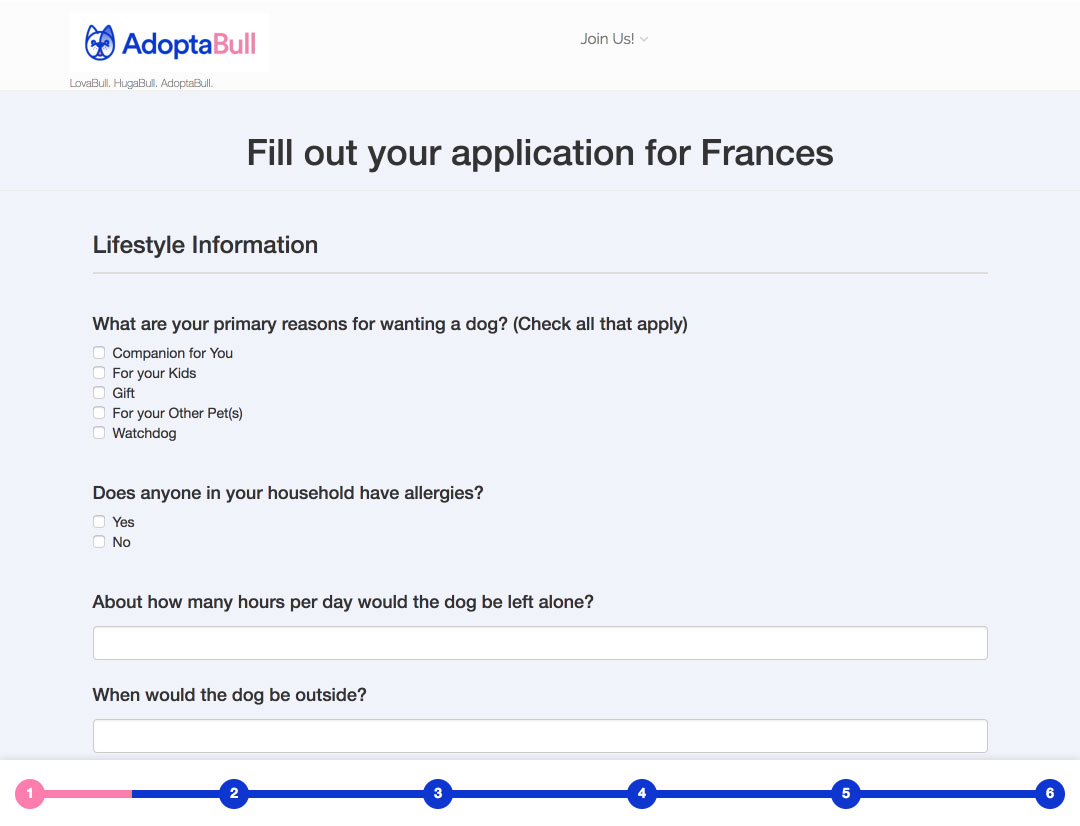 AdoptaBull
Join Us!
LovaBull. HugaBull. AdoptaBull.
Fill out your application for Frances
Lifestyle Information
What are your primary reasons for wanting a dog? (Check all that apply)
Companion for You
For your Kids
Gift
For your Other Pet(s)
Watchdog
Does anyone in your household have allergies?
Yes
No
About how many hours per day would the dog be left alone?
When would the dog be outside?
1 2 3 4 5 6